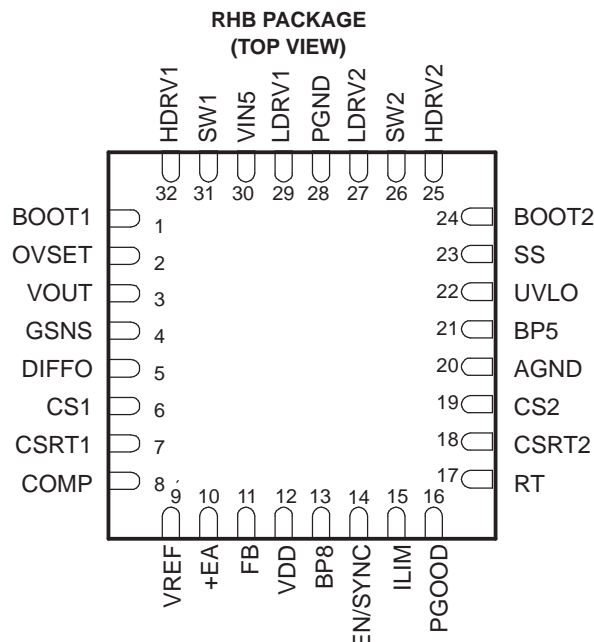 RHB PACKAGE
(TOP VIEW)
HDRV1
SW1
VIN5
LDRV1
PGND
LDRV2
SW2
HDRV2
32 31 30 29 28 27 26 25
BOOT1 1
OVSET 2
VOUT 3
GSNS 4
DIFFO 5
CS1 6
CSRT1 7
COMP 8
24 BOOT2
23 SS
22 UVLO
21 BP5
20 AGND
19 CS2
18 CSRT2
17 RT
9 10 11 12 13 14 15 16
VREF
+EA
FB
VDD
BP8
EN/SYNC
ILIM
PGOOD